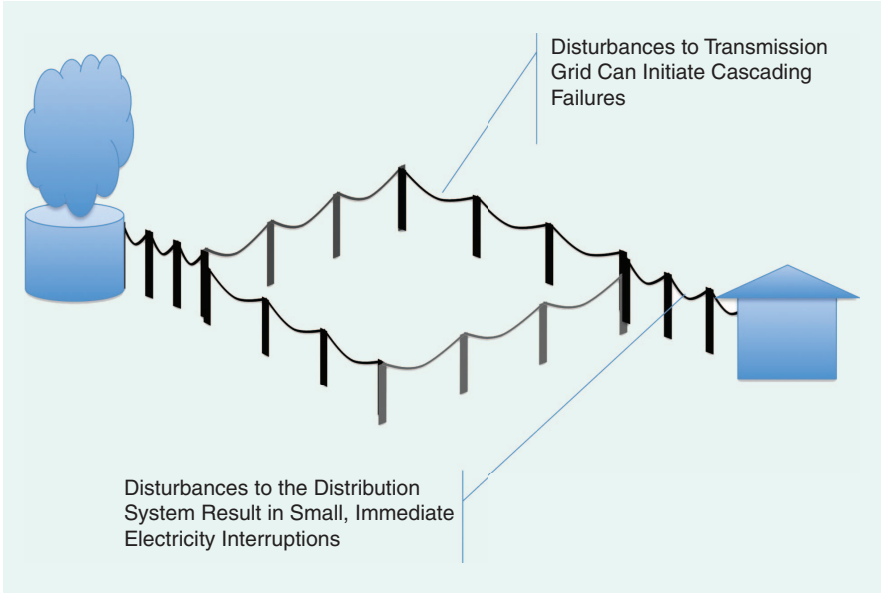 Disturbances to Transmission
Grid Can Initiate Cascading
Failures
Disturbances to the Distribution
System Result in Small, Immediate
Electricity Interruptions